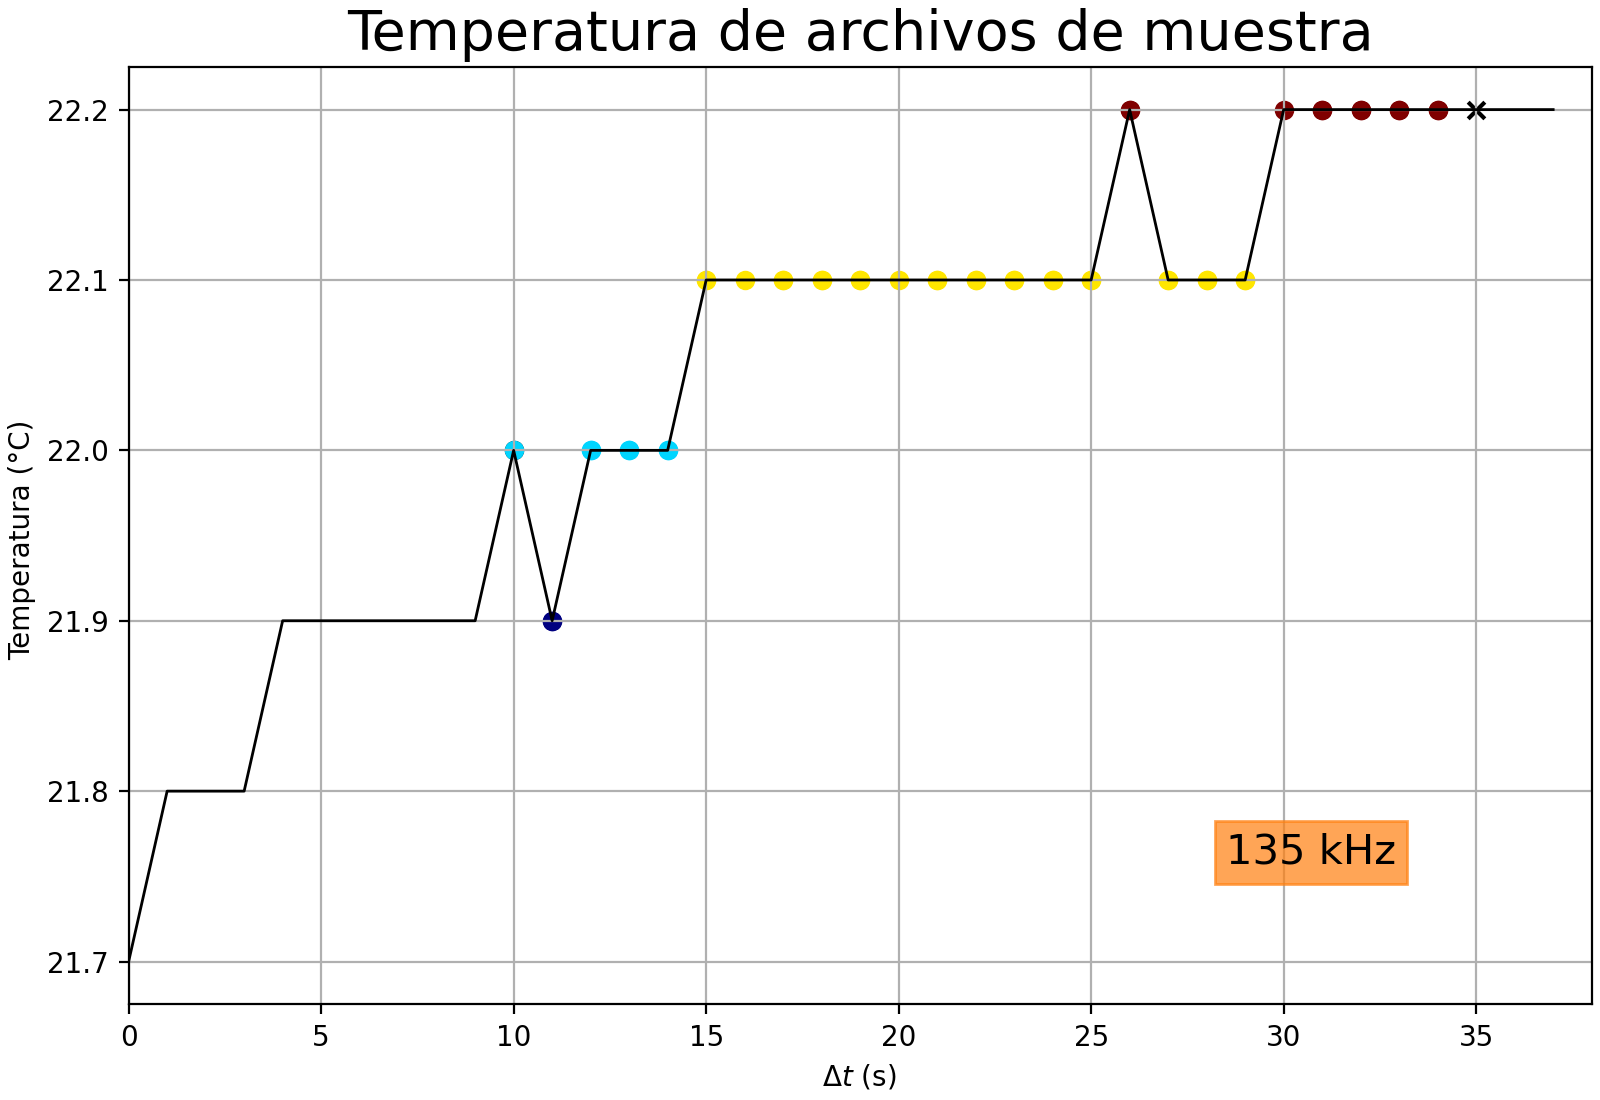 Temperatura de archivos de muestra
22.2
22.1
22.0
21.9
21.8
21.7
Temperatura (°C)
135 kHz
0 5 10 15 20 25 30 35
Δt (s)